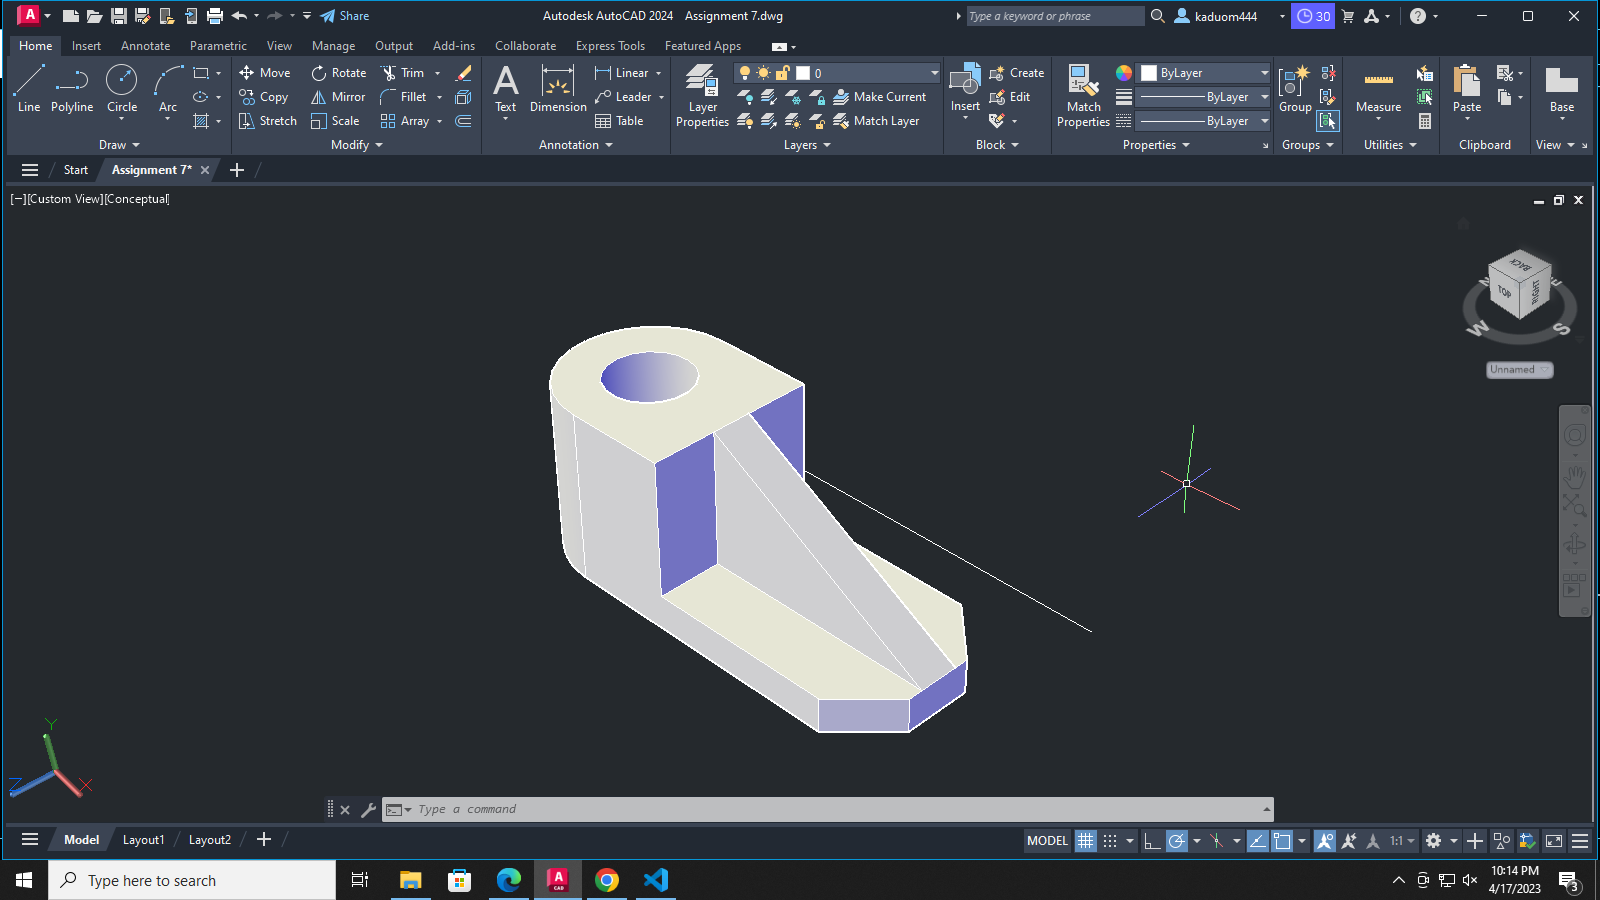 A Share Autodesk AutoCAD 2024 Assignment 7.dwg Type a keyword or phrase kaduom444 30 ?
Home Insert Annotate Parametric View Manage Output Add-ins Collaborate Express Tools Featured Apps
Line Polyline Circle Arc
Move Rotate Trim
Copy Mirror Fillet
Stretch Scale Array
A Text Dimension
Linear
Leader
Table
Layer Properties
0
Make Current
Match Layer
Insert
Create
Edit
Match Properties
ByLayer
ByLayer
ByLayer
Group
Measure
Paste
Base
Draw Modify Annotation Layers Block Properties Groups Utilities Clipboard View
Start Assignment 7* +
[−][Custom View][Conceptual]
BACK
TOP
RIGHT
W
S
Unnamed
Y
Z
X
Type a command
Model Layout1 Layout2 +
MODEL 1:1
A CAD
Type here to search
10:14 PM
4/17/2023
3